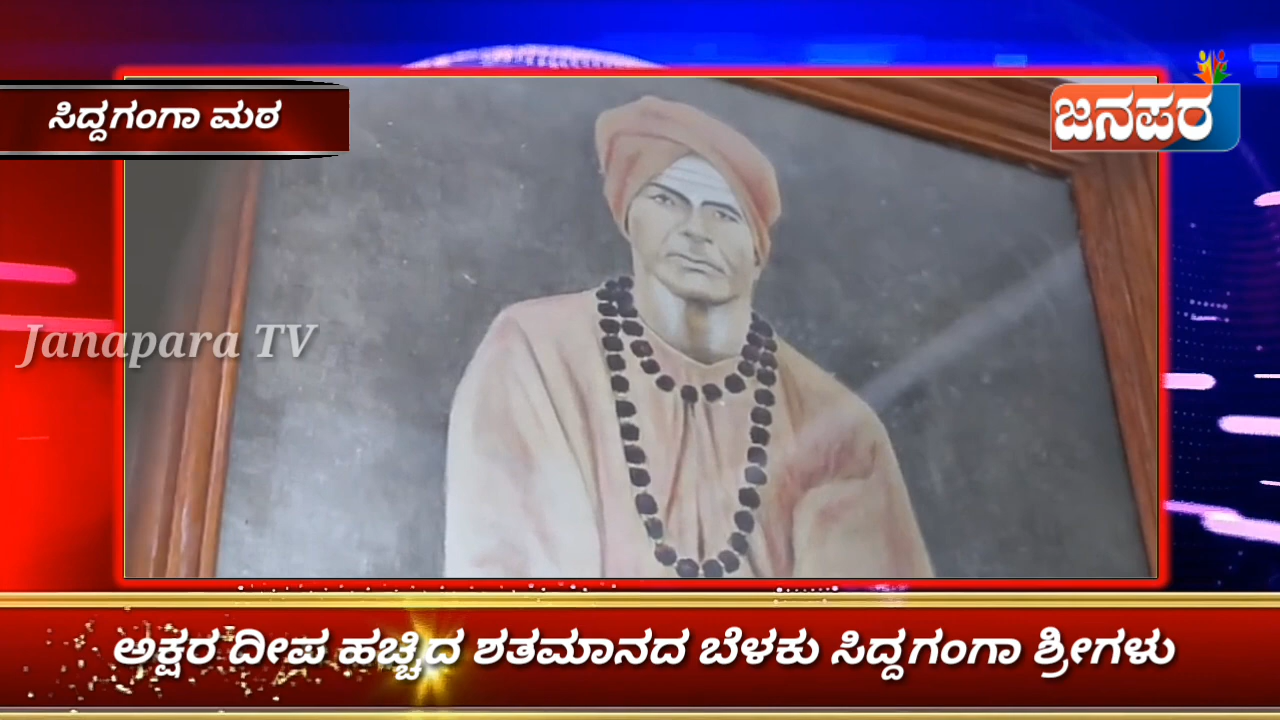 ಸಿದ್ದಗಂಗಾ ಮಠ
ಜನಪರ
Janapara TV
ಅಕ್ಷರ ದೀಪ ಹಚ್ಚಿದ ಶತಮಾನದ ಬೆಳಕು ಸಿದ್ದಗಂಗಾ ಶ್ರೀಗಳು